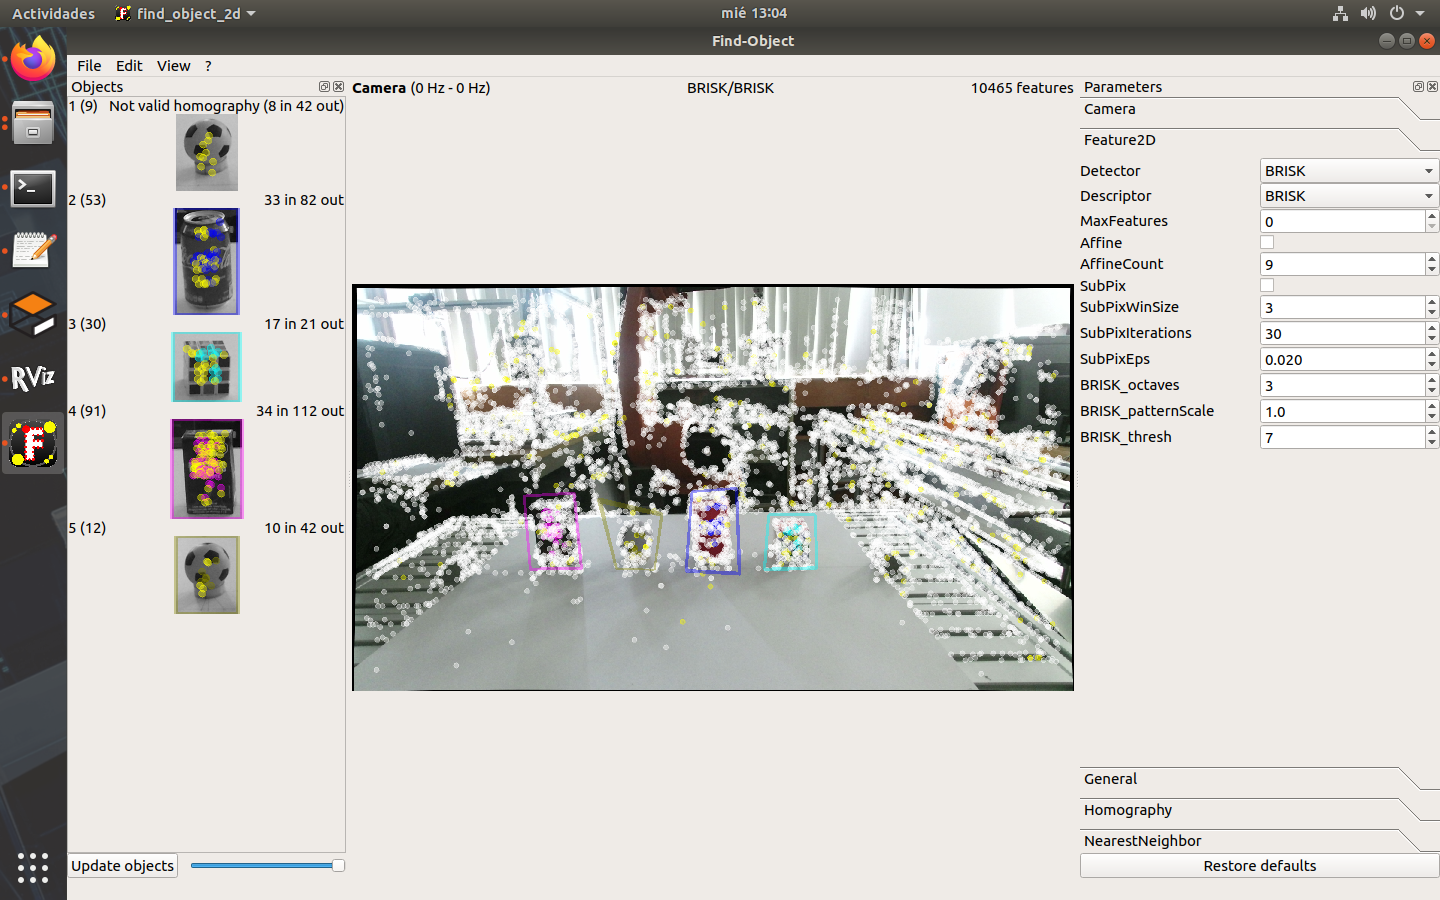 Actividades find_object_2d mié 13:04
Find-Object
File Edit View ?
Objects
1 (9) Not valid homography (8 in 42 out)
2 (53) 33 in 82 out
3 (30) 17 in 21 out
4 (91) 34 in 112 out
5 (12) 10 in 42 out
Update objects
Camera (0 Hz - 0 Hz) BRISK/BRISK 10465 features
Parameters
Camera
Feature2D
Detector BRISK
Descriptor BRISK
MaxFeatures 0
Affine
AffineCount 9
SubPix
SubPixWinSize 3
SubPixIterations 30
SubPixEps 0.020
BRISK_octaves 3
BRISK_patternScale 1.0
BRISK_thresh 7
General
Homography
NearestNeighbor
Restore defaults
RViz
F